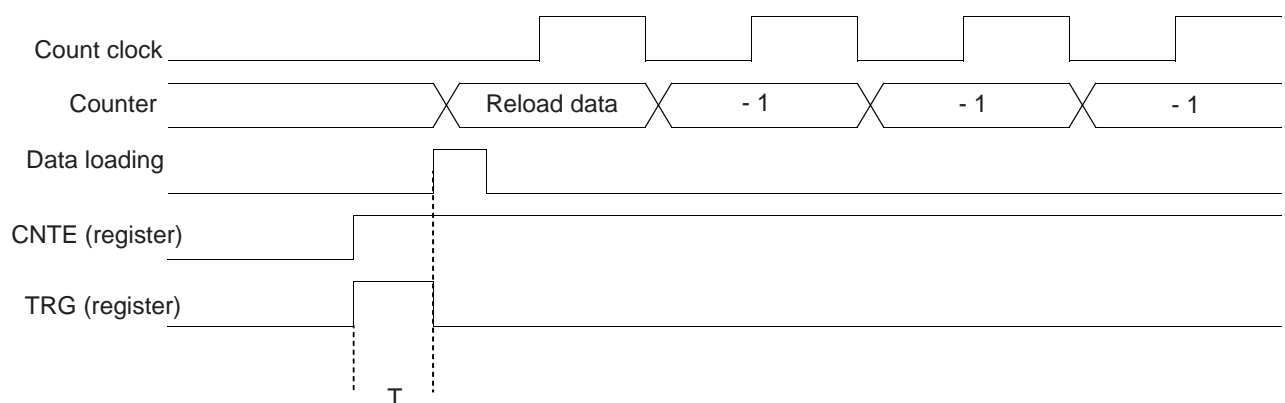 Count clock
Counter
Reload data
- 1
- 1
- 1
Data loading
CNTE (register)
TRG (register)
T